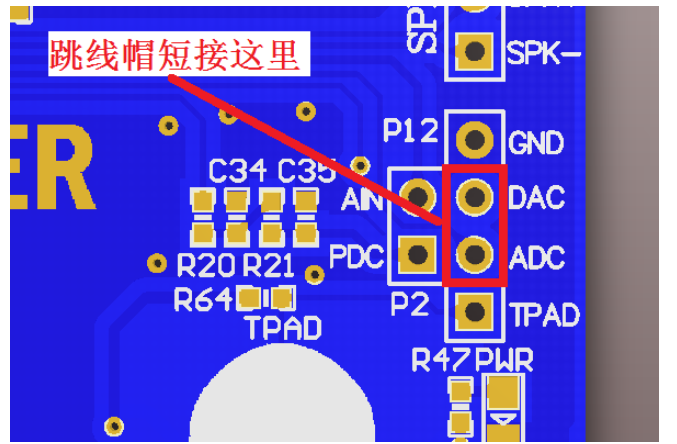 SPK-
跳线帽短接这里
P12
GND
ER
C34 C35
AIN
DAC
PDC
ADC
R20 R21
R64
P2
TPAD
TPAD
R47 PWR